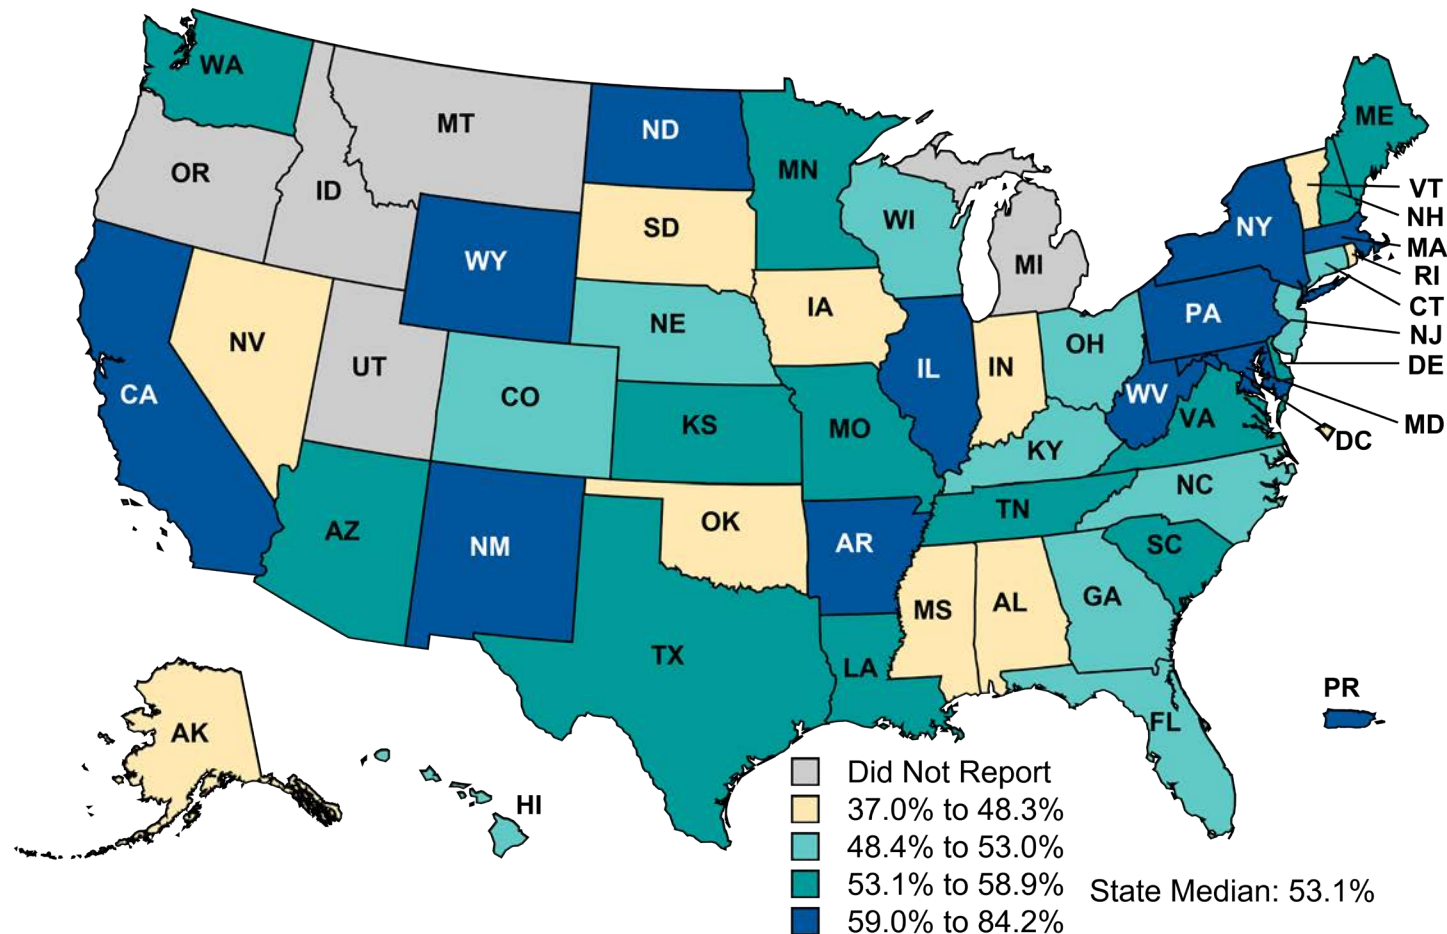 WA
ME
MT
ND
OR
MN
ID
VT
NH
WI
SD
NY
MA
WY
MI
RI
IA
CT
NE
PA
NJ
NV
OH
DE
UT
IL
IN
CA
CO
WV
MD
KS
MO
VA
DC
KY
NC
TN
OK
AZ
NM
AR
SC
MS
AL
GA
TX
LA
PR
FL
AK
HI
Did Not Report
37.0% to 48.3%
48.4% to 53.0%
53.1% to 58.9%
State Median: 53.1%
59.0% to 84.2%